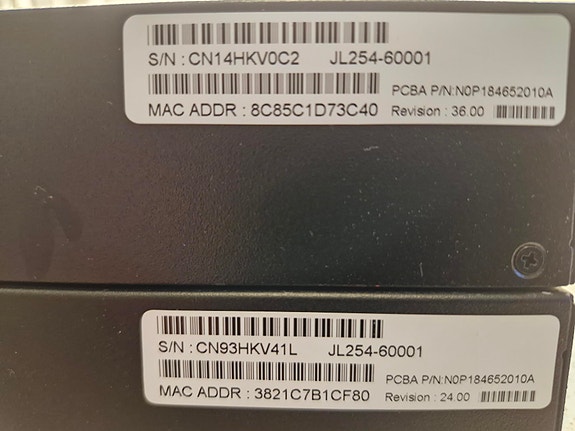 S/N : CN14HKV0C2 JL254-60001
PCBA P/N:N0P184652010A
MAC ADDR : 8C85C1D73C40 Revision : 36.00
S/N : CN93HKV41L JL254-60001
PCBA P/N:N0P184652010A
MAC ADDR : 3821C7B1CF80 Revision : 24.00